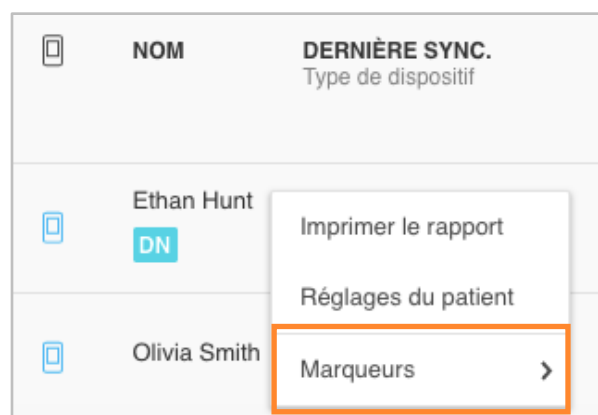 NOM
DERNIÈRE SYNC.
Type de dispositif
Ethan Hunt
DN
Imprimer le rapport
Réglages du patient
Olivia Smith
Marqueurs